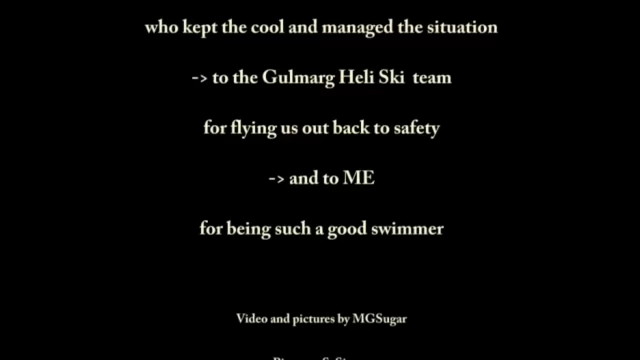 who kept the cool and managed the situation
-> to the Gulmarg Heli Ski team
for flying us out back to safety
-> and to ME
for being such a good swimmer
Video and pictures by MGSugar